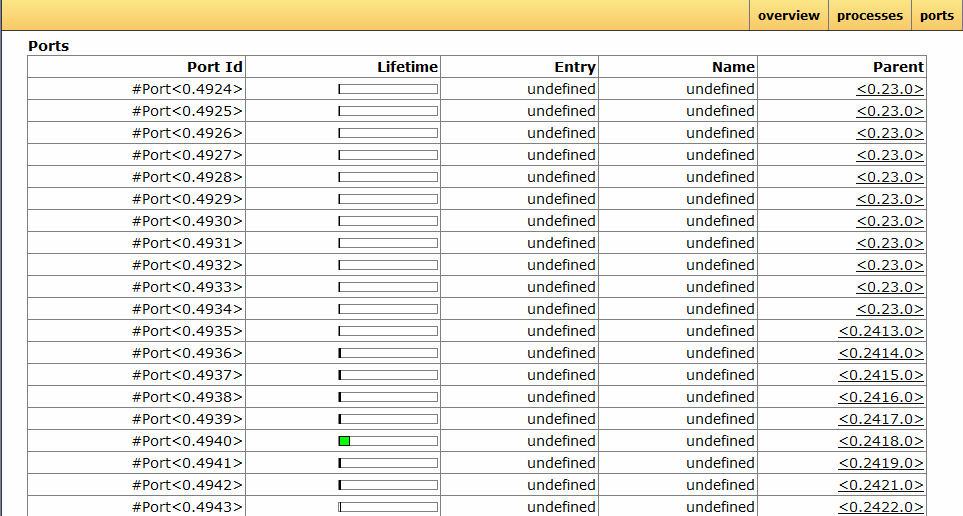 overview processes ports
Ports
Port Id Lifetime Entry Name Parent
#Port<0.4924> undefined undefined <0.23.0>
#Port<0.4925> undefined undefined <0.23.0>
#Port<0.4926> undefined undefined <0.23.0>
#Port<0.4927> undefined undefined <0.23.0>
#Port<0.4928> undefined undefined <0.23.0>
#Port<0.4929> undefined undefined <0.23.0>
#Port<0.4930> undefined undefined <0.23.0>
#Port<0.4931> undefined undefined <0.23.0>
#Port<0.4932> undefined undefined <0.23.0>
#Port<0.4933> undefined undefined <0.23.0>
#Port<0.4934> undefined undefined <0.23.0>
#Port<0.4935> undefined undefined <0.2413.0>
#Port<0.4936> undefined undefined <0.2414.0>
#Port<0.4937> undefined undefined <0.2415.0>
#Port<0.4938> undefined undefined <0.2416.0>
#Port<0.4939> undefined undefined <0.2417.0>
#Port<0.4940> undefined undefined <0.2418.0>
#Port<0.4941> undefined undefined <0.2419.0>
#Port<0.4942> undefined undefined <0.2421.0>
#Port<0.4943> undefined undefined <0.2422.0>